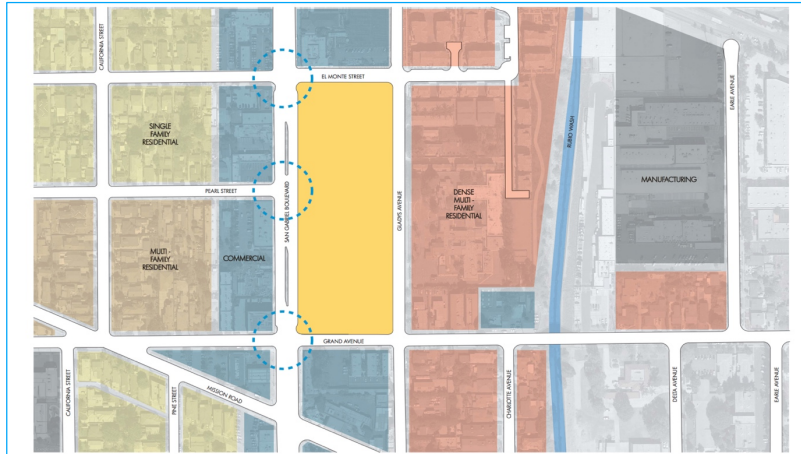 CALIFORNIA STREET
EL MONTE STREET
EARLE AVENUE
RUBIO WASH
SINGLE
FAMILY
RESIDENTIAL
MANUFACTURING
PEARL STREET
SAN GABRIEL BOULEVARD
GLADYS AVENUE
DENSE
MULTI -
FAMILY
RESIDENTIAL
MULTI -
FAMILY
RESIDENTIAL
COMMERCIAL
GRAND AVENUE
CALIFORNIA STREET
PINE STREET
MISSION ROAD
CHARLOTTE AVENUE
DELTA AVENUE
EARLE AVENUE